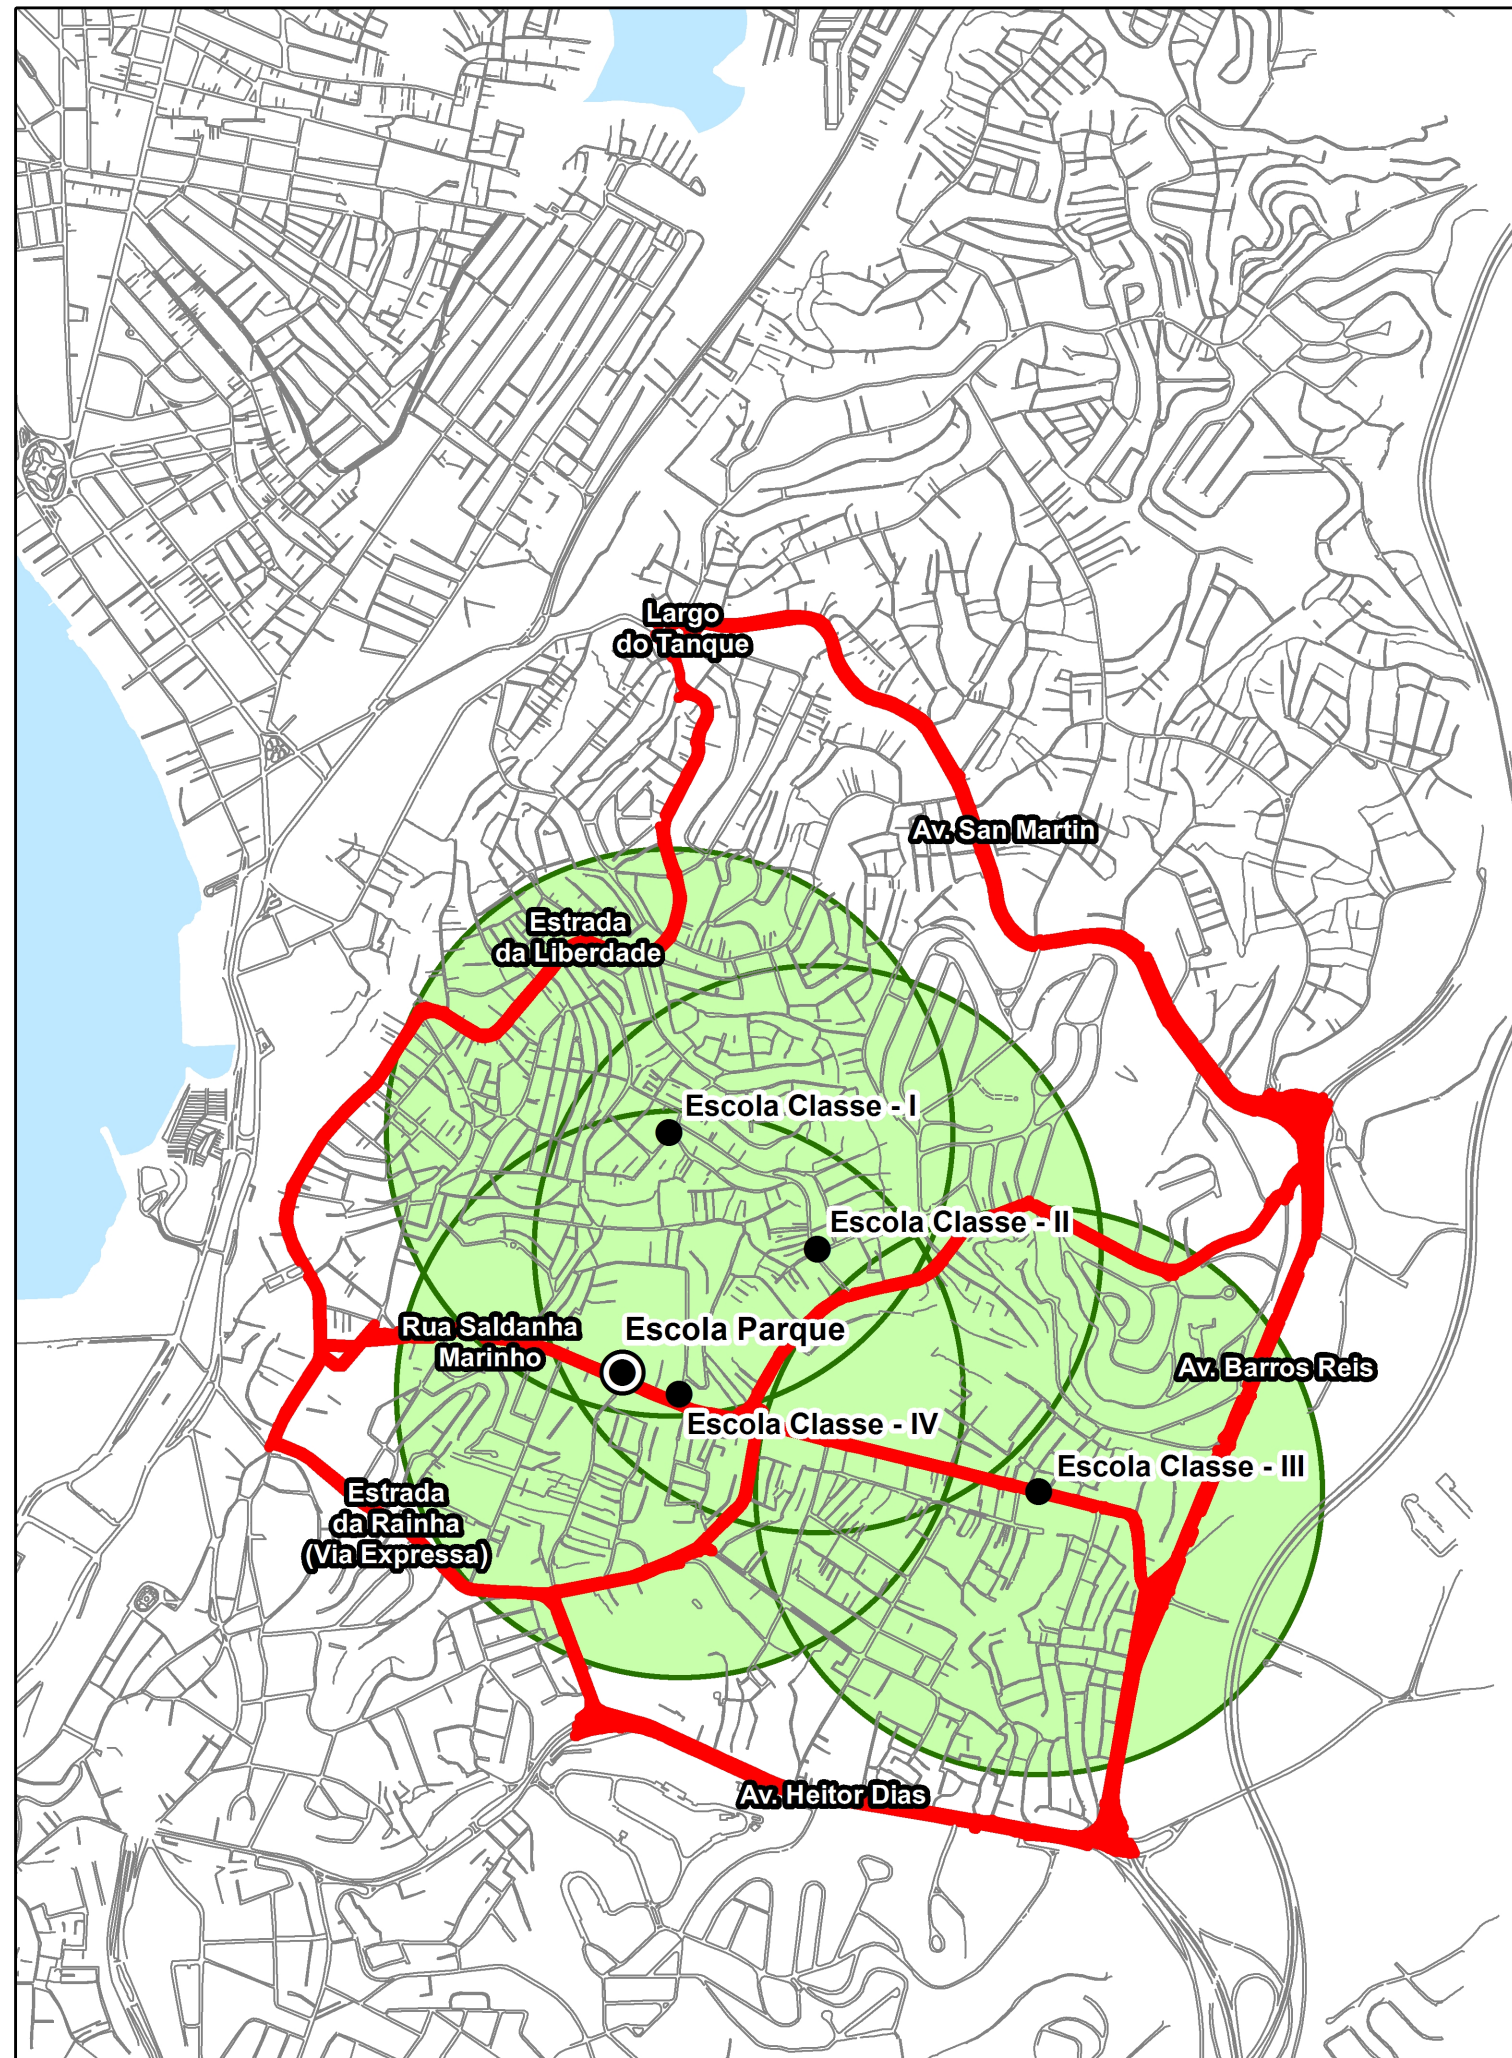 Largo
do Tanque
Av. San Martin
Estrada
da Liberdade
Escola Classe - I
Escola Classe - II
Rua Saldanha
Marinho
Escola Parque
Av. Barros Reis
Escola Classe - IV
Escola Classe - III
Estrada
da Rainha
(Via Expressa)
Av. Heitor Dias